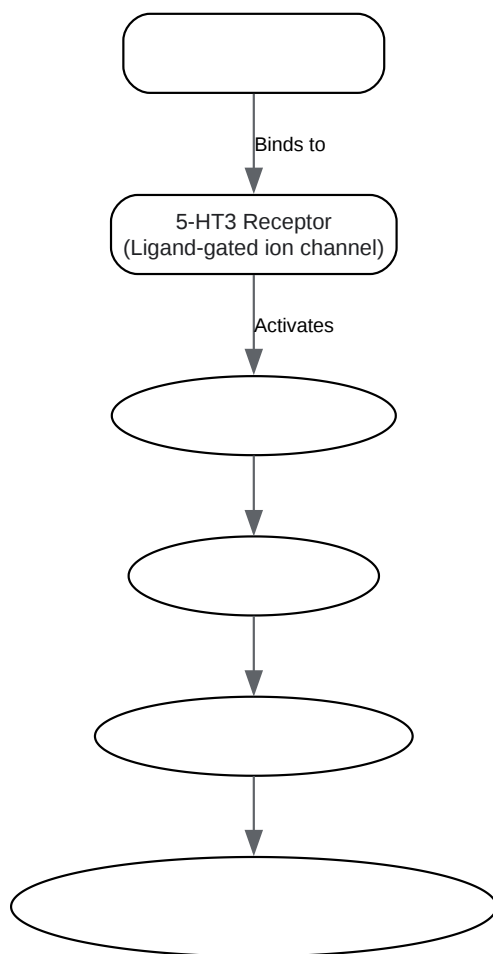 Binds to
5-HT3 Receptor
(Ligand-gated ion channel)
Activates